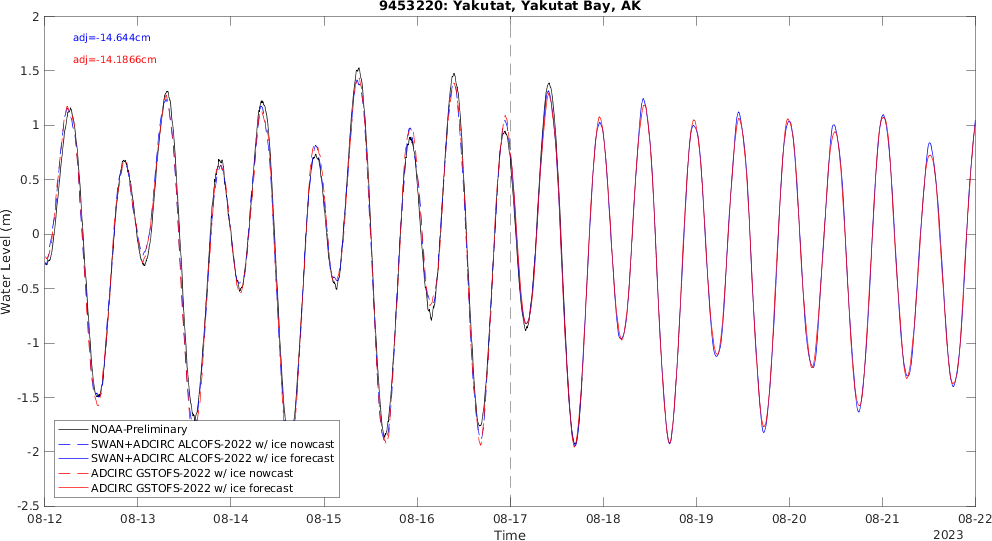 9453220: Yakutat, Yakutat Bay, AK
adj=-14.644cm
adj=-14.1866cm
Water Level (m)
2
1.5
1
0.5
0
-0.5
-1
-1.5
-2
-2.5
NOAA-Preliminary
SWAN+ADCIRC ALCOFS-2022 w/ ice nowcast
SWAN+ADCIRC ALCOFS-2022 w/ ice forecast
ADCIRC GSTOFS-2022 w/ ice nowcast
ADCIRC GSTOFS-2022 w/ ice forecast
08-12 08-13 08-14 08-15 08-16 08-17 08-18 08-19 08-20 08-21 08-22
Time
2023